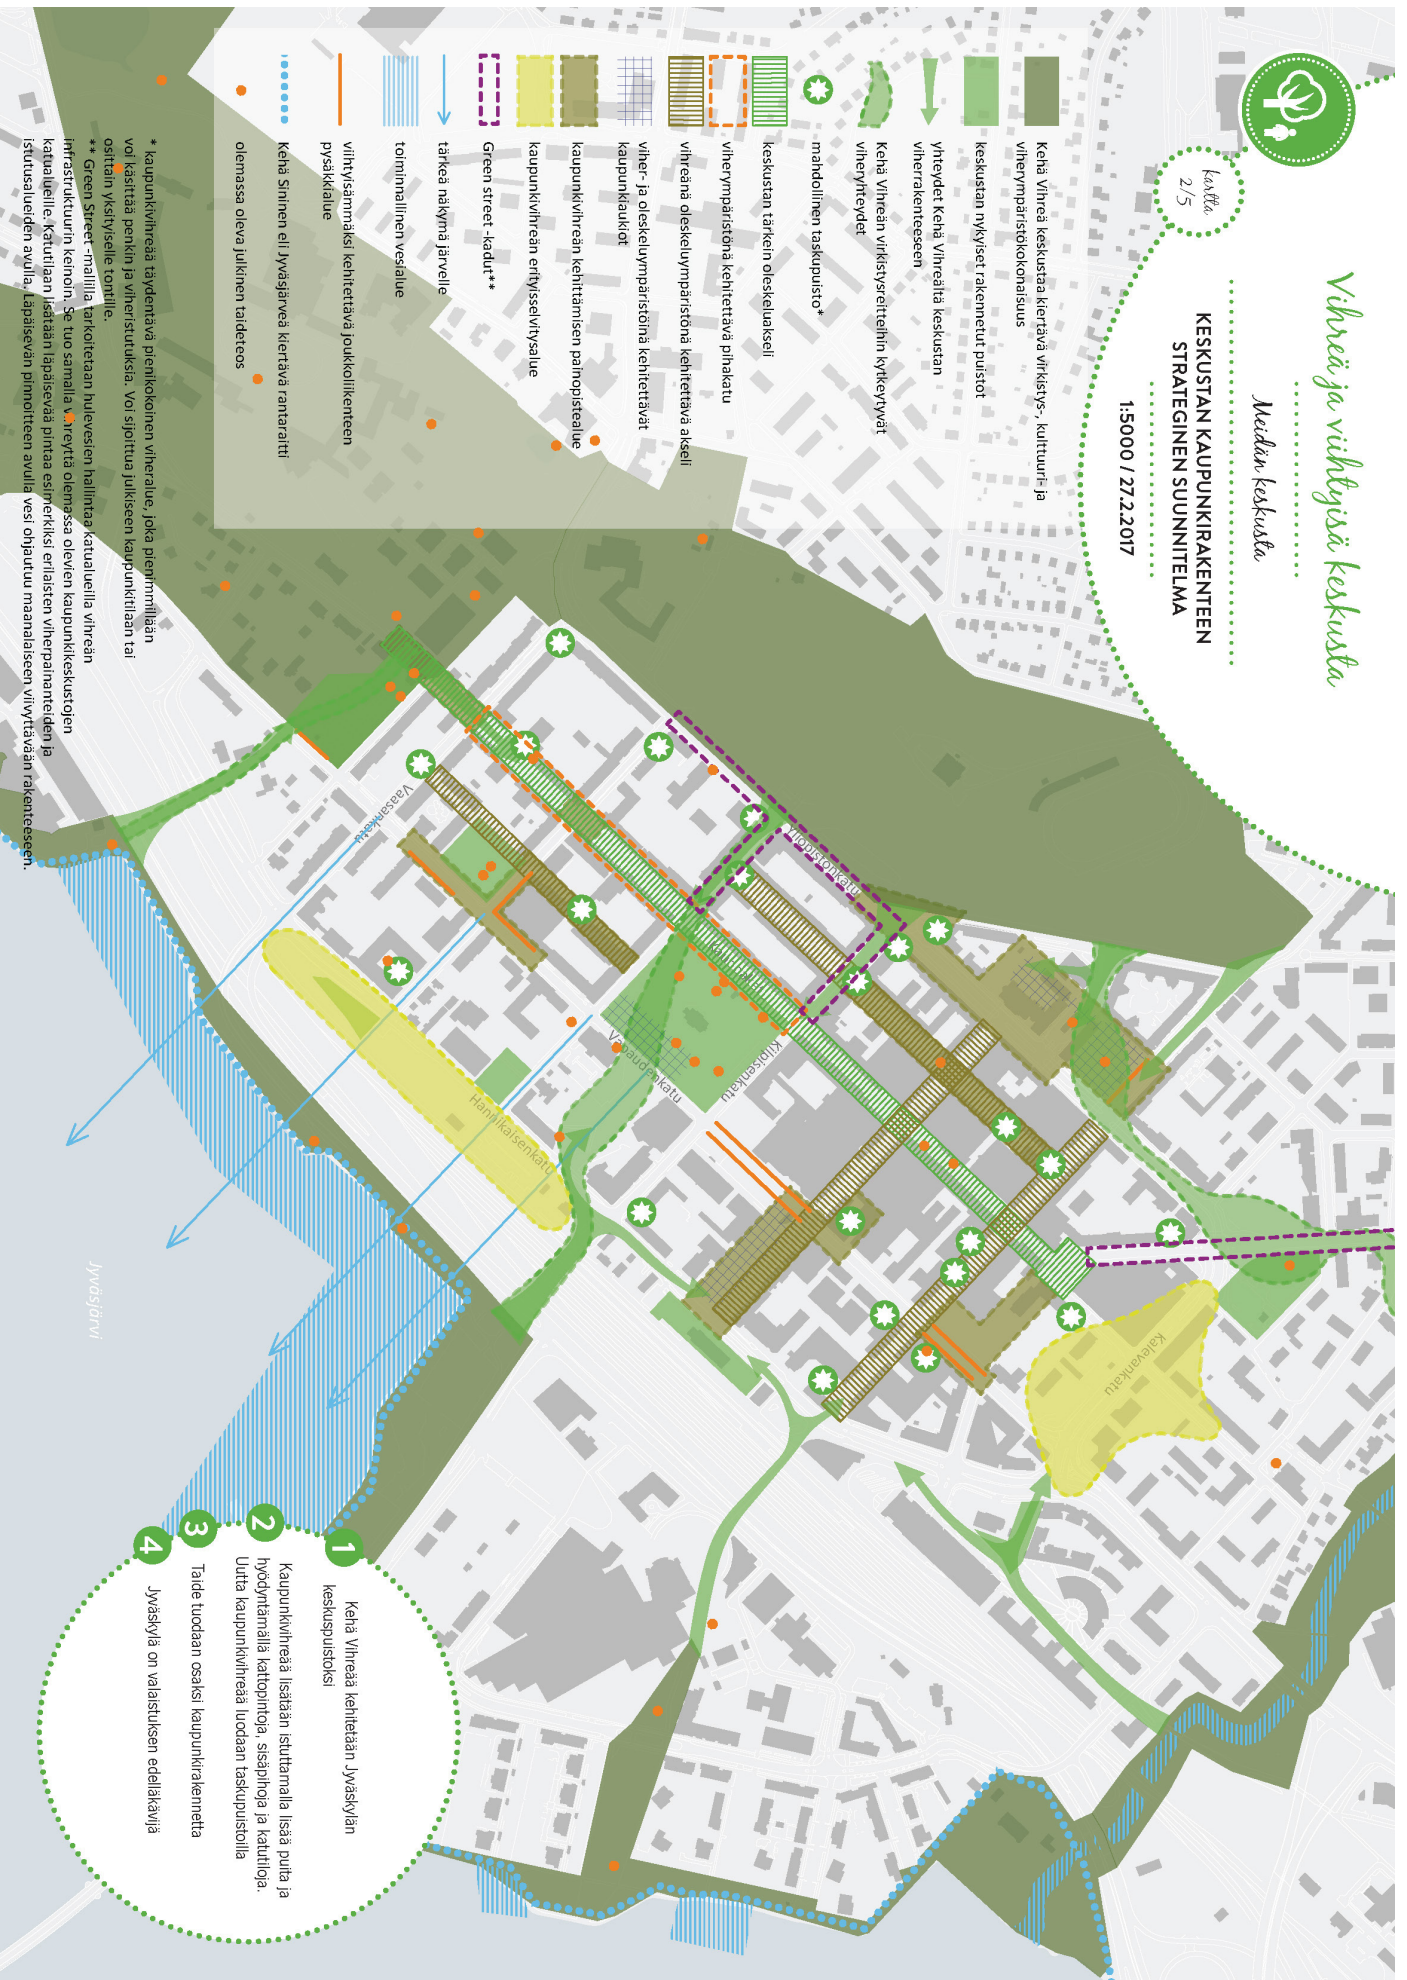 Vihreä ja viihtyisä keskusta
Meidän keskusta
KESKUSTAN KAUPUNKIRAKENTEEN
STRATEGINEN SUUNNITELMA
1:5000 / 27.2.2017
kartta
2/5
Kehä Vihreä keskustaa kiertävä virkistys-, kulttuuri- ja
viherympäristökokonaisuus
keskustan nykyiset rakennetut puistot
yhteydet Kehä Vihreältä keskustan
viherrakenteeseen
Kehä Vihreän virkistysreitteihin kytkeytyvät
viheryhteydet
mahdollinen taskupuisto*
keskustan tärkein oleskeluakseli
viherympäristönä kehitettävä pihakatu
vihreänä oleskeluympäristönä kehitettävä akseli
viher- ja oleskeluympäristöinä kehitettävät
kaupunkiaukiot
kaupunkivihreän kehittämisen painopistealue
kaupunkivihreän erityisselvitysalue
Green street -kadut**
tärkeä näkymä järvelle
toiminnallinen vesialue
viihtyisämmäksi kehitettävä joukkoliikenteen
pysäkkialue
Kehä Sininen eli Jyväsjärveä kiertävä rantaraitti
olemassa oleva julkinen taideteos
* kaupunkivihreää täydentävä pienikokoinen viheralue, joka pienimmillään
voi käsittää penkin ja viheristutuksia. Voi sijoittua julkiseen kaupunkitilaan tai
osittain yksityiselle tontille.
** Green Street -mallilla tarkoitetaan hulevesien hallintaa katualueilla vihreän
infrastruktuurin keinoin. Se tuo samalla vihreyttä olemassa olevien kaupunkikeskustojen
katualueille. Katutilaan lisätään läpäisevää pintaa esimerkiksi erilaisten viherpainanteiden ja
istutusalueiden avulla. Läpäisevän pinnoitteen avulla vesi ohjautuu maanalaiseen viivyttävään rakenteeseen.
Vaasankatu
Yliopistonkatu
Kilpisenkatu
Vapaudenkatu
Hannikaisenkatu
Kalevankatu
Jyväsjärvi
1
Kehä Vihreää kehitetään Jyväskylän
keskuspuistoksi
2
Kaupunkivihreää lisätään istuttamalla lisää puita ja
hyödyntämällä kattopintoja, sisäpihoja ja katutiloja.
Uutta kaupunkivihreää luodaan taskupuistoilla
3
Taide tuodaan osaksi kaupunkirakennetta
4
Jyväskylä on valaistuksen edelläkävijä